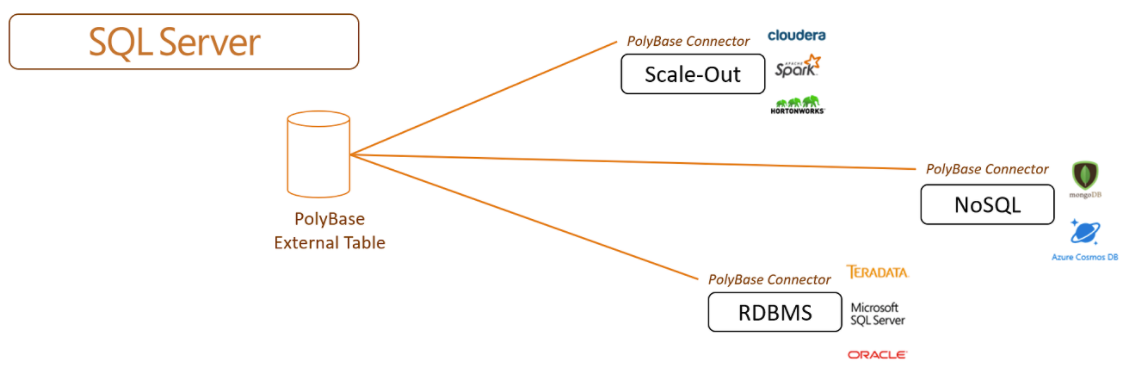 SQL Server
PolyBase Connector
cloudera
Scale-Out
APACHE
Spark
HORTONWORKS
PolyBase
External Table
PolyBase Connector
NoSQL
mongoDB
Azure Cosmos DB
PolyBase Connector
TERADATA
RDBMS
Microsoft
SQL Server
ORACLE